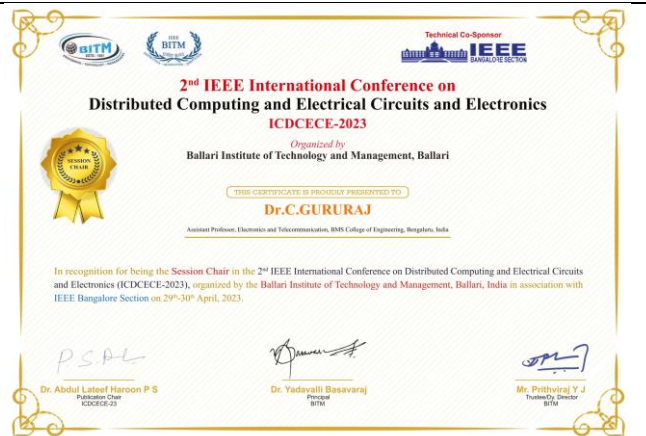 BITM
IEEE
BITM
Technical Co-Sponsor
IEEE
BANGALORE SECTION
2nd IEEE International Conference on
Distributed Computing and Electrical Circuits and Electronics
ICDCECE-2023
Organized by
Ballari Institute of Technology and Management, Ballari
SESSION
CHAIR
THIS CERTIFICATE IS PROUDLY PRESENTED TO
Dr.C.GURURAJ
Assistant Professor, Electronics and Telecommunication, BMS College of Engineering, Bengaluru, India
In recognition for being the Session Chair in the 2nd IEEE International Conference on Distributed Computing and Electrical Circuits
and Electronics (ICDCECE-2023), organized by the Ballari Institute of Technology and Management, Ballari, India in association with
IEEE Bangalore Section on 29th-30th April, 2023.
Dr. Abdul Lateef Haroon P S
Publication Chair
ICDCECE-23
Dr. Yadavalli Basavaraj
Principal
BITM
Mr. Prithviraj Y J
Trustee/Dy. Director
BITM